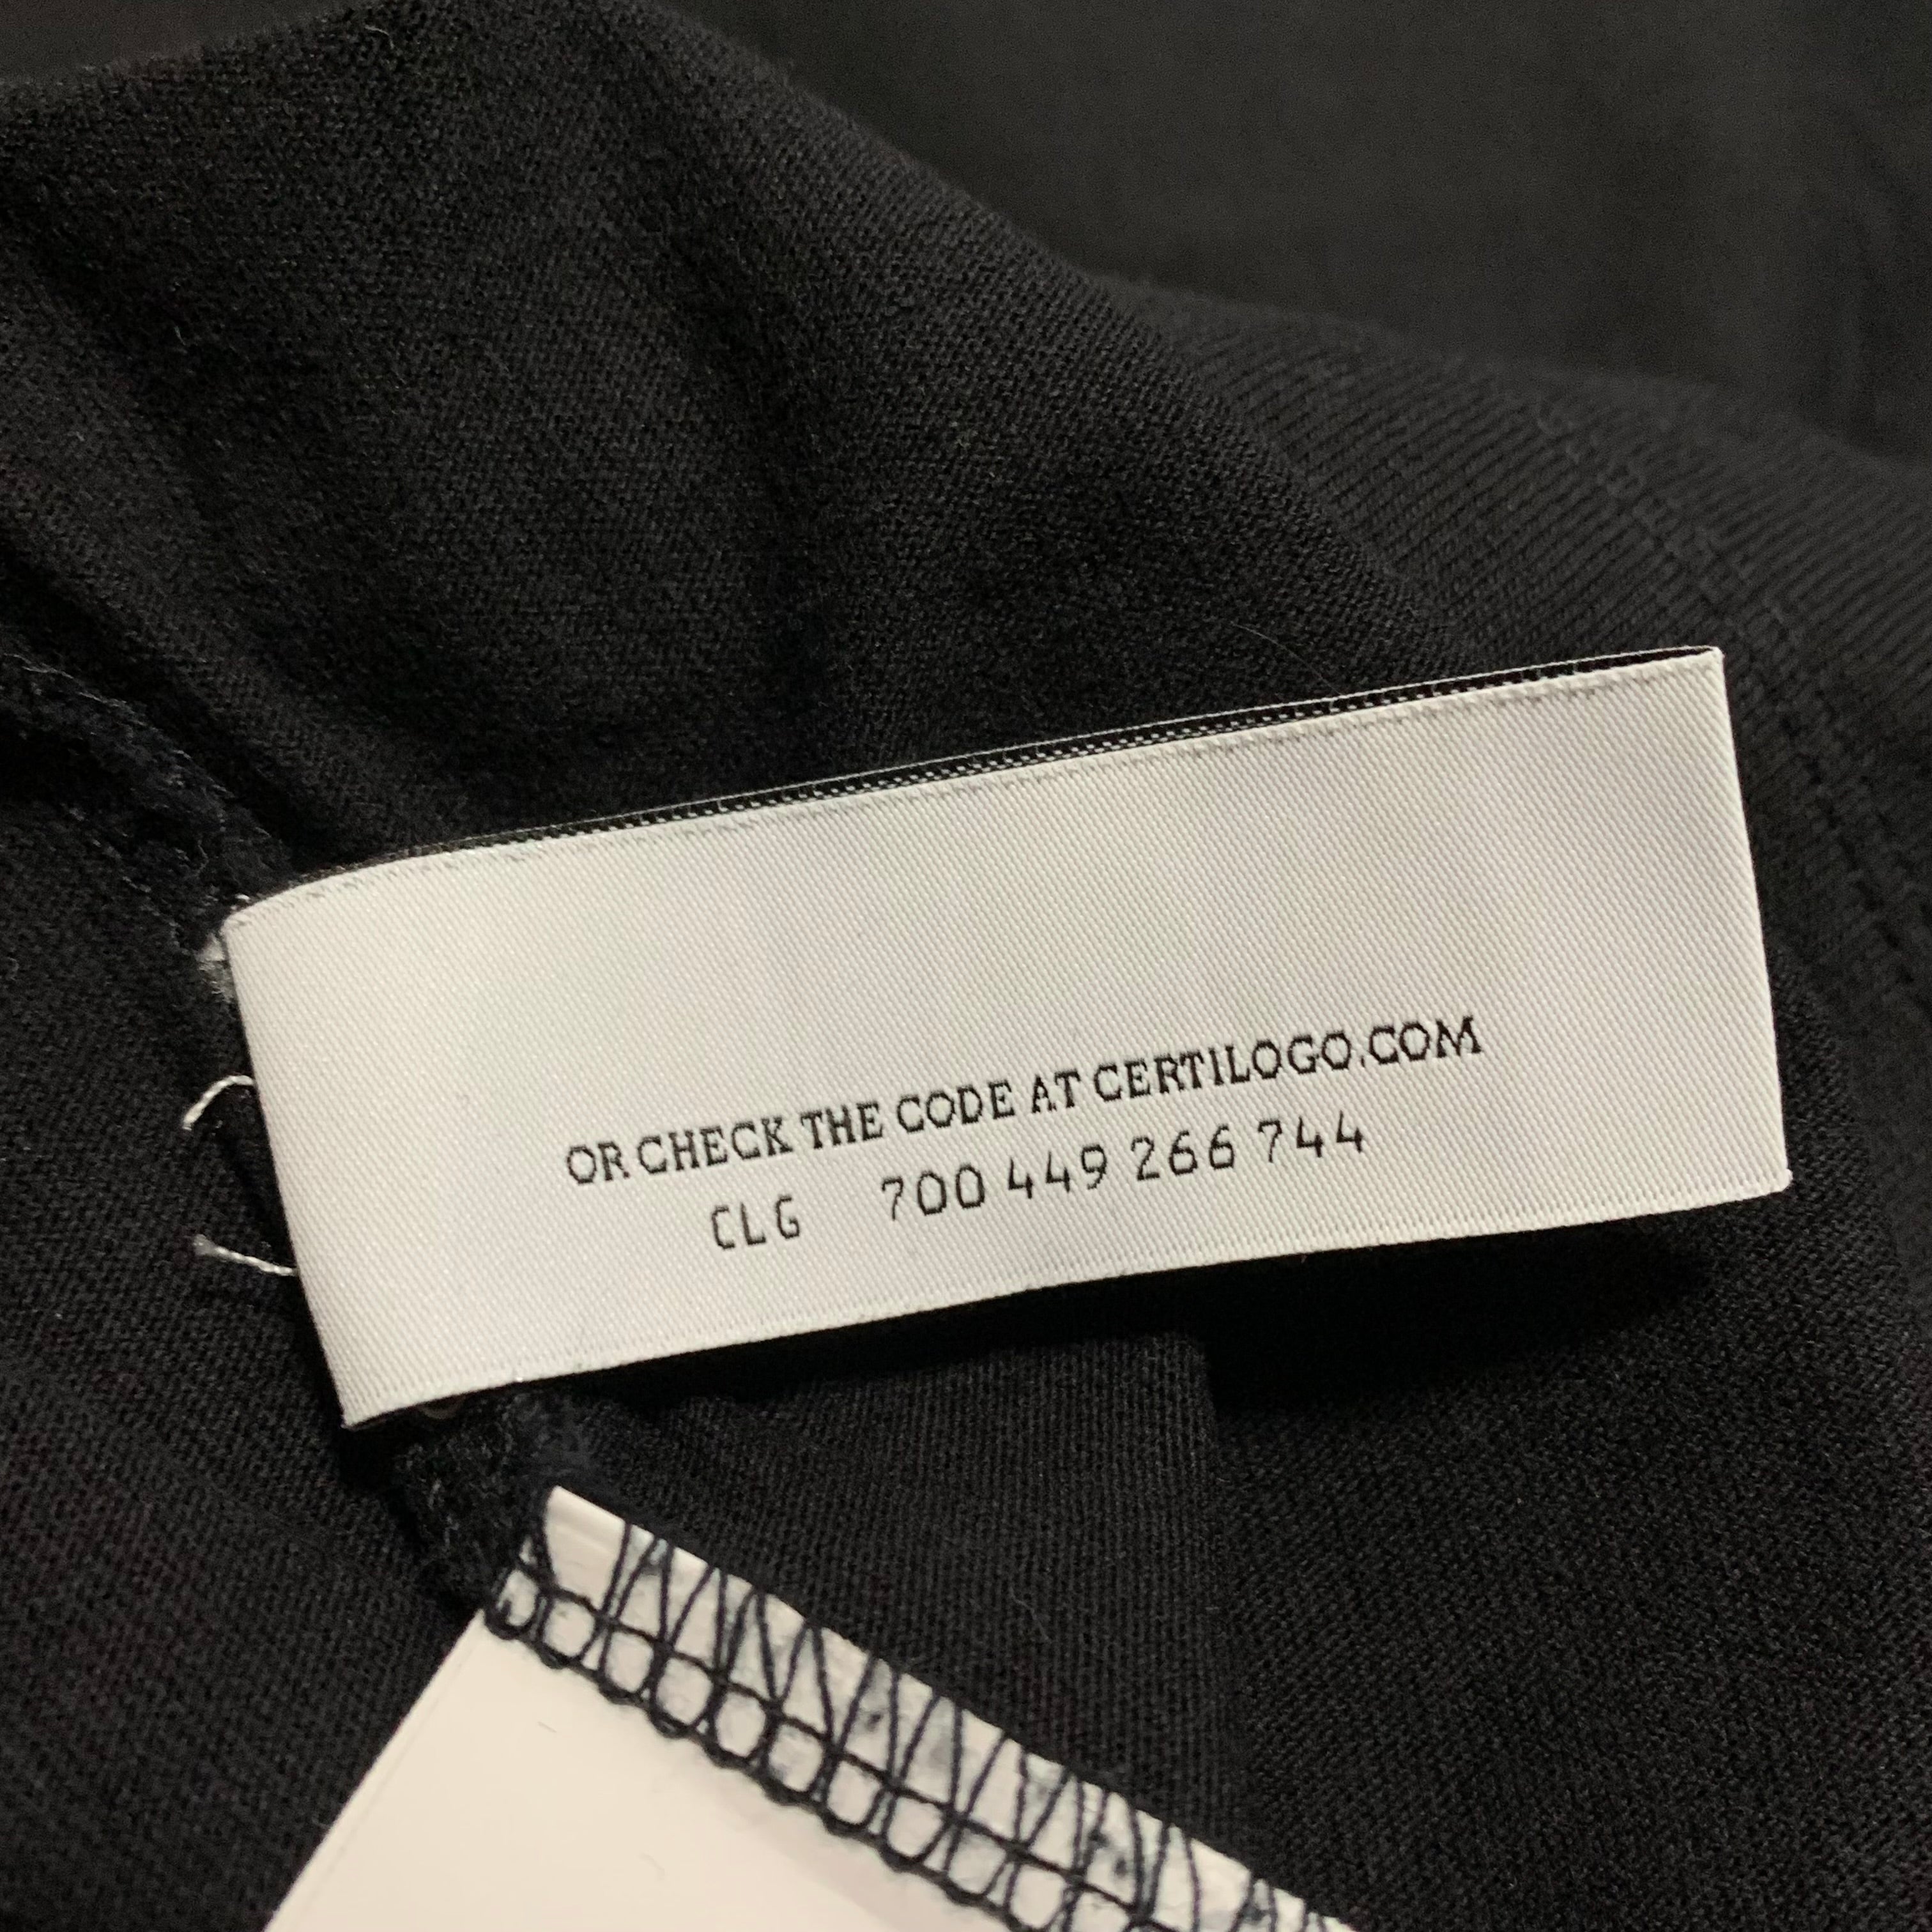 OR CHECK THE CODE AT CERTILOGO.COM
CLG 700 449 266 744